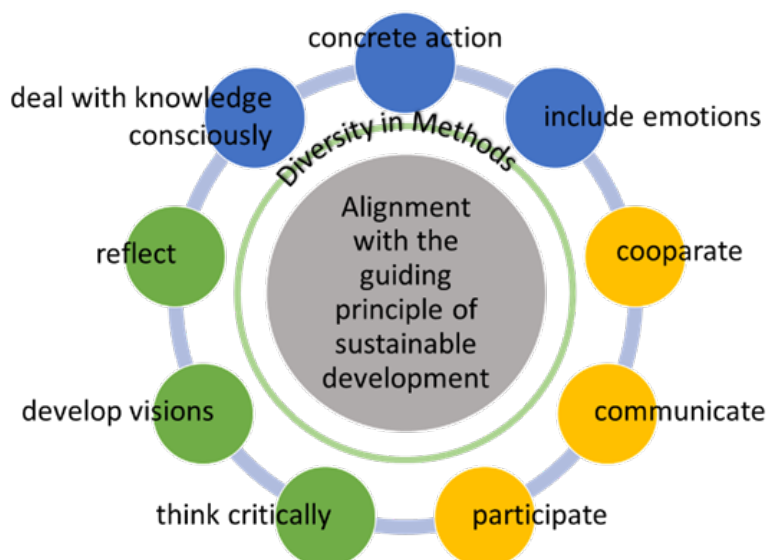 concrete action
deal with knowledge
consciously
include emotions
Diversity in Methods
Alignment
with the
guiding
principle of
sustainable
development
reflect
cooparate
develop visions
communicate
think critically
participate